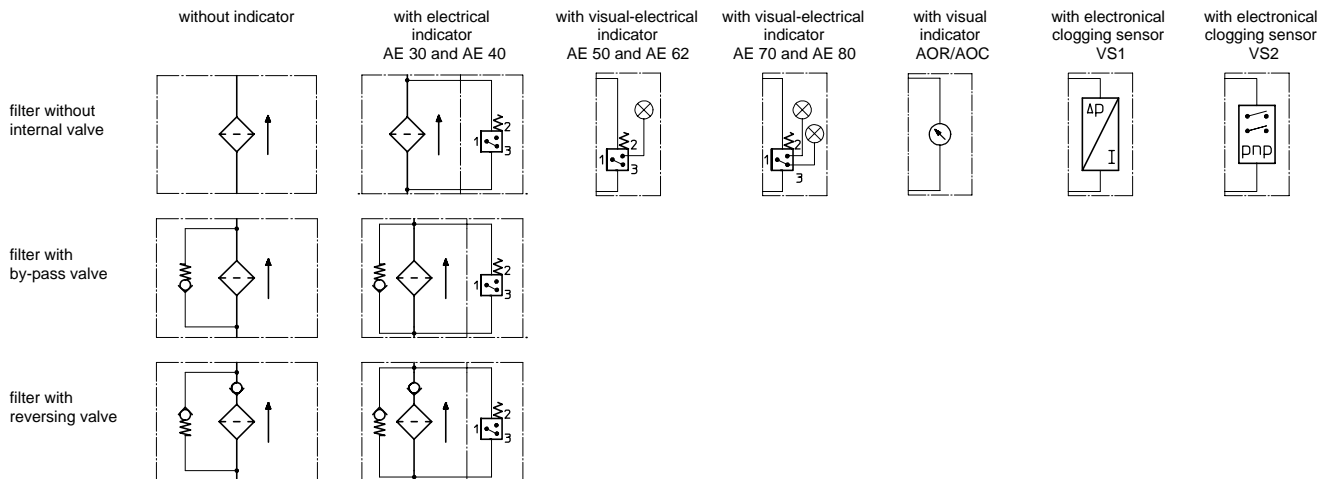 without indicator
with electrical
indicator
AE 30 and AE 40
with visual-electrical
indicator
AE 50 and AE 62
with visual-electrical
indicator
AE 70 and AE 80
with visual
indicator
AOR/AOC
with electronical
clogging sensor
VS1
with electronical
clogging sensor
VS2
filter without
internal valve
1 2
3
1 2
3
1 2
3
Δp
I
pnp
filter with
by-pass valve
1 2
3
filter with
reversing valve
1 2
3